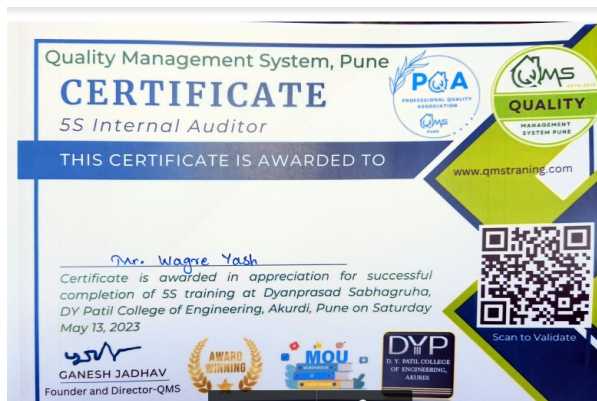 Quality Management System, Pune
CERTIFICATE
5S Internal Auditor
THIS CERTIFICATE IS AWARDED TO
PQA
PROFESSIONAL QUALITY
ASSOCIATION
QMS
PUNE
QMS
QUALITY
MANAGEMENT
SYSTEM PUNE
www.qmstraning.com
Mr. Wagre Yash
Certificate is awarded in appreciation for successful
completion of 5S training at Dyanprasad Sabhagruha,
DY Patil College of Engineering, Akurdi, Pune on Saturday
May 13, 2023
Scan to Validate
GANESH JADHAV
Founder and Director-QMS
AWARD
WINNING
MOU
DYP
D. Y. PATIL COLLEGE
OF ENGINEERING,
AKURDI